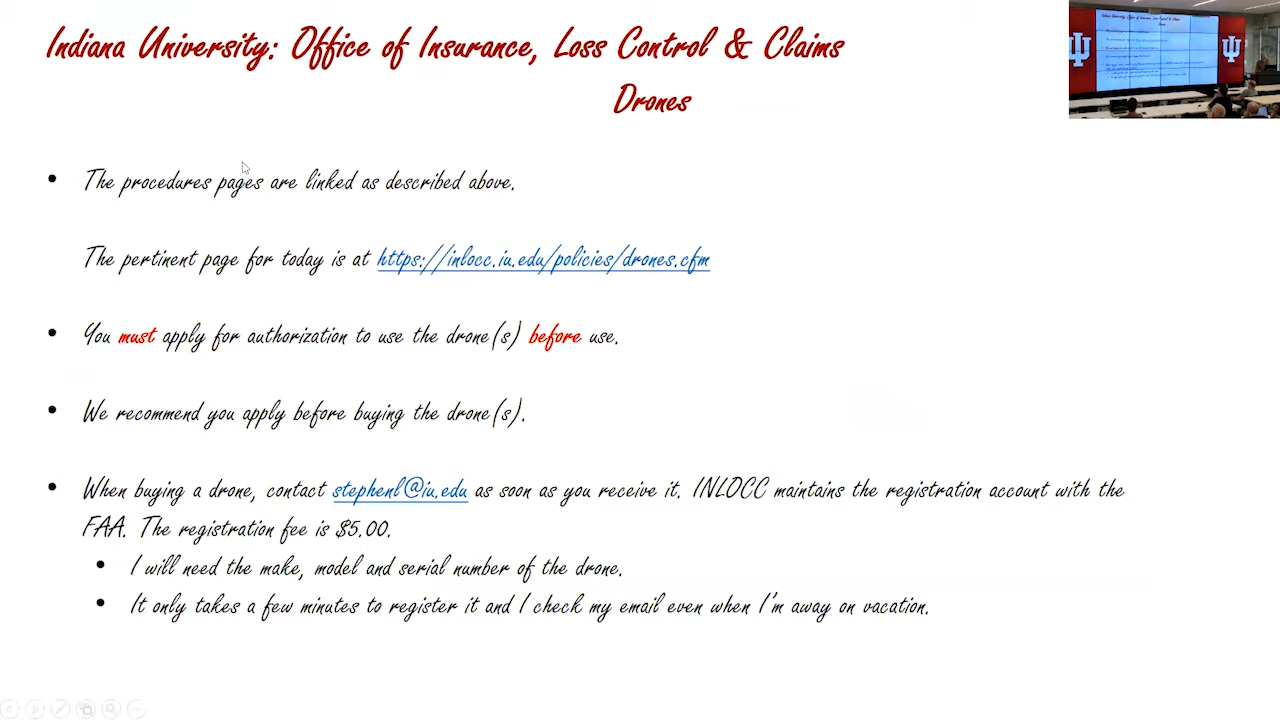 Indiana University: Office of Insurance, Loss Control & Claims
Drones
• The procedures pages are linked as described above.
The pertinent page for today is at https://inlocc.iu.edu/policies/drones.cfm
• You must apply for authorization to use the drone(s) before use.
• We recommend you apply before buying the drone(s).
• When buying a drone, contact stephenl@iu.edu as soon as you receive it. INLOCC maintains the registration account with the
FAA. The registration fee is $5.00.
• I will need the make, model and serial number of the drone.
• It only takes a few minutes to register it and I check my email even when I'm away on vacation.